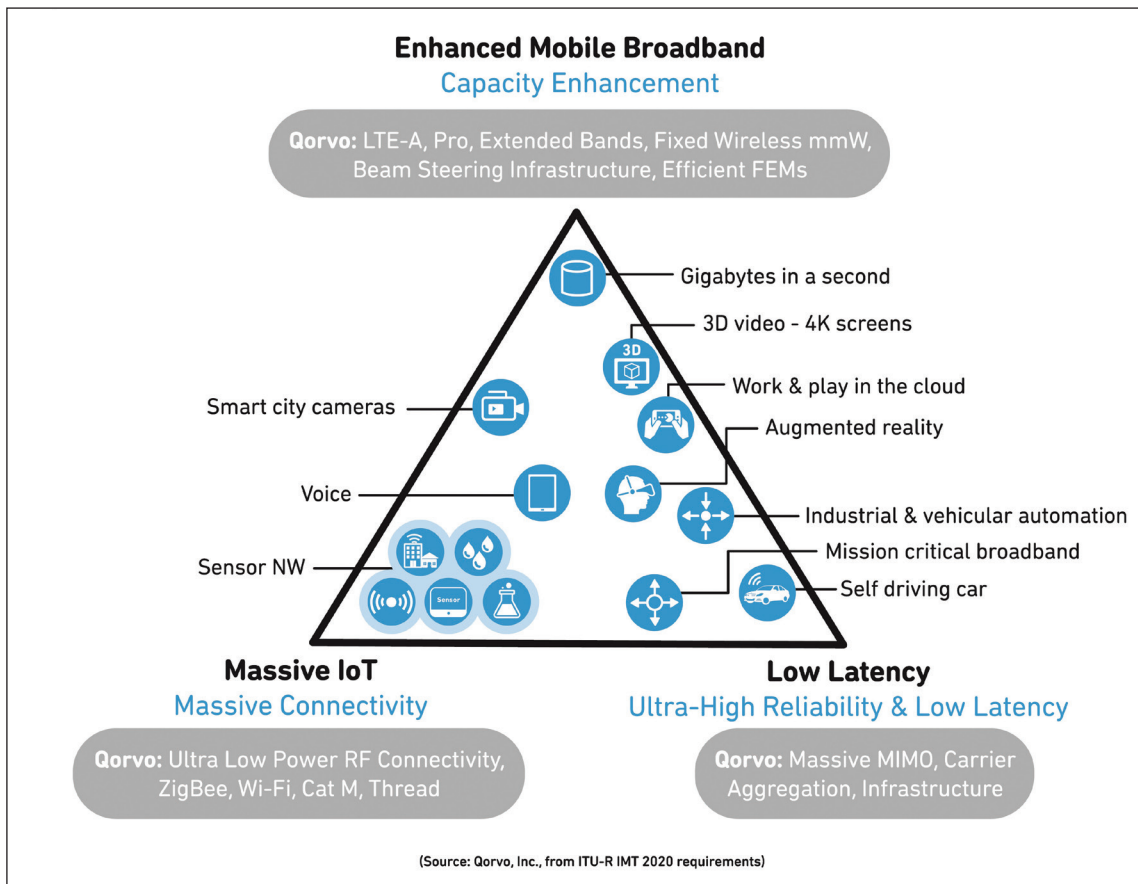 Enhanced Mobile Broadband
Capacity Enhancement
Qorvo: LTE-A, Pro, Extended Bands, Fixed Wireless mmW,
Beam Steering Infrastructure, Efficient FEMs
Gigabytes in a second
3D video - 4K screens
3D
Work & play in the cloud
Smart city cameras
Augmented reality
Voice
Industrial & vehicular automation
Mission critical broadband
Sensor NW
Self driving car
Sensor
Massive IoT
Massive Connectivity
Qorvo: Ultra Low Power RF Connectivity,
ZigBee, Wi-Fi, Cat M, Thread
Low Latency
Ultra-High Reliability & Low Latency
Qorvo: Massive MIMO, Carrier
Aggregation, Infrastructure
(Source: Qorvo, Inc., from ITU-R IMT 2020 requirements)